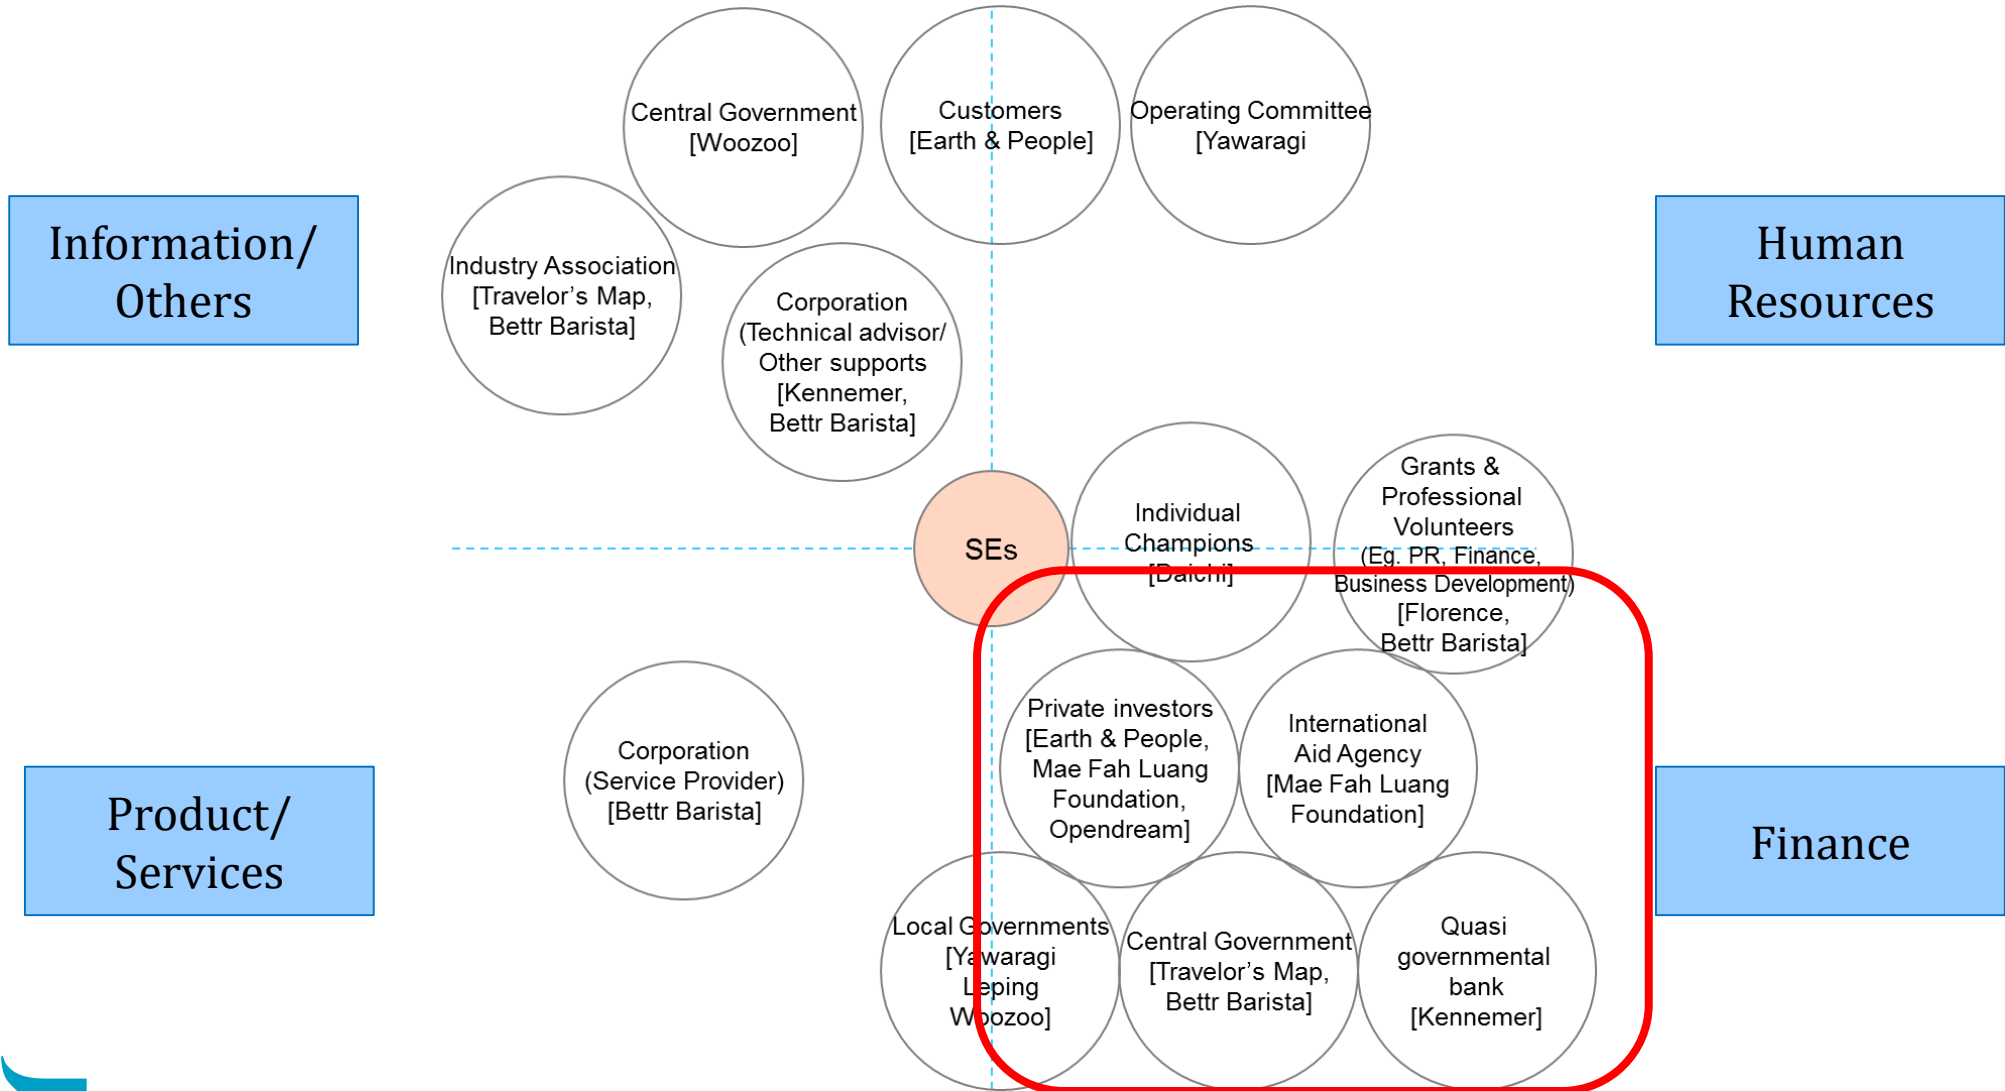 Central Government
[Woozoo]
Customers
[Earth & People]
Operating Committee
[Yawaragi
Information/
Others
Industry Association
[Travelor’s Map,
Bettr Barista]
Corporation
(Technical advisor/
Other supports
[Kennemer,
Bettr Barista]
Human
Resources
SEs
Individual
Champions
[Daichi]
Grants &
Professional
Volunteers
(Eg. PR, Finance,
Business Development)
[Florence,
Bettr Barista]
Product/
Services
Corporation
(Service Provider)
[Bettr Barista]
Private investors
[Earth & People,
Mae Fah Luang
Foundation,
Opendream]
International
Aid Agency
[Mae Fah Luang
Foundation]
Finance
Local Governments
[Yawaragi
Leping
Woozoo]
Central Government
[Travelor’s Map,
Bettr Barista]
Quasi
governmental
bank
[Kennemer]